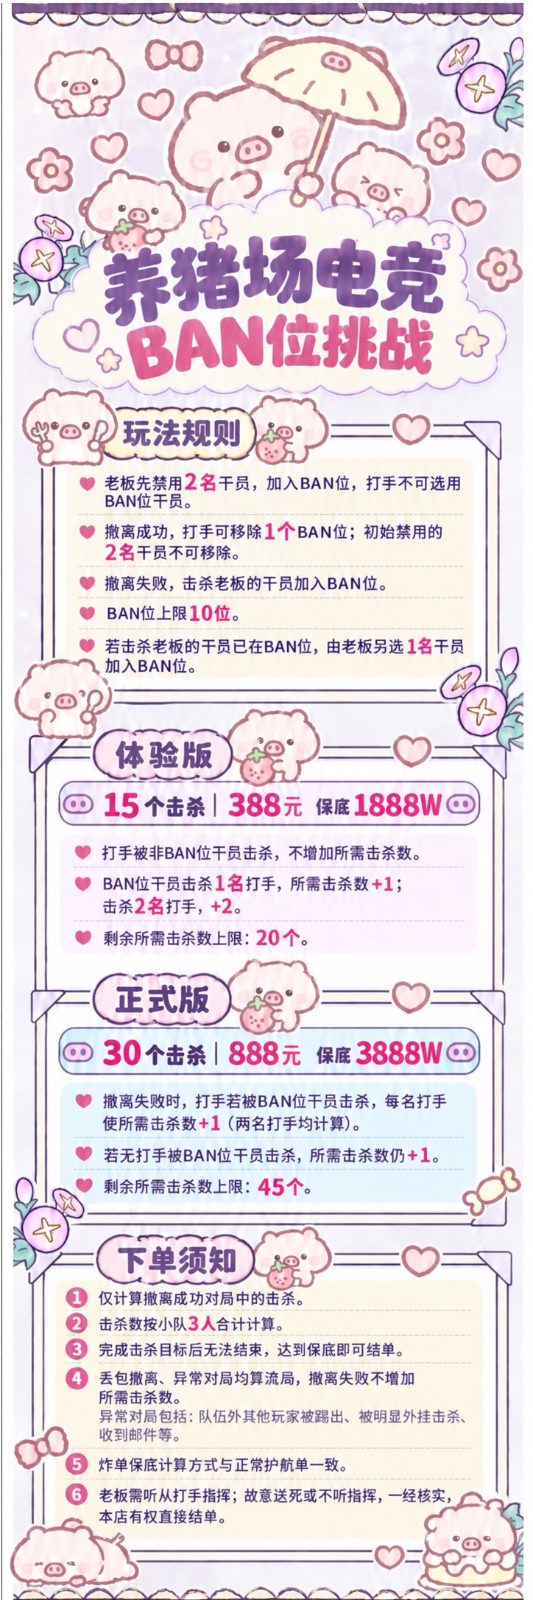 养猪场电竞
BAN位挑战
玩法规则
老板先禁用2名干员，加入BAN位，打手不可选用
BAN位干员。
撤离成功，打手可移除1个BAN位；初始禁用的
2名干员不可移除。
撤离失败，击杀老板的干员加入BAN位。
BAN位上限10位。
若击杀老板的干员已在BAN位，由老板另选1名干员
加入BAN位。
体验版
15个击杀｜388元 保底1888W
打手被非BAN位干员击杀，不增加所需击杀数。
BAN位干员击杀1名打手，所需击杀数+1；
击杀2名打手，+2。
剩余所需击杀数上限：20个。
正式版
30个击杀｜888元 保底3888W
撤离失败时，打手若被BAN位干员击杀，每名打手
使所需击杀数+1（两名打手均计算）。
若无打手被BAN位干员击杀，所需击杀数仍+1。
剩余所需击杀数上限：45个。
下单须知
1 仅计算撤离成功对局中的击杀。
2 击杀数按小队3人合计计算。
3 完成击杀目标后无法结束，达到保底即可结单。
4 丢包撤离、异常对局均算流局，撤离失败不增加
所需击杀数。
异常对局包括：队伍外其他玩家被踢出、被明显外挂击杀、
收到邮件等。
5 炸单保底计算方式与正常护航单一致。
6 老板需听从打手指挥；故意送死或不听指挥，一经核实，
本店有权直接结单。